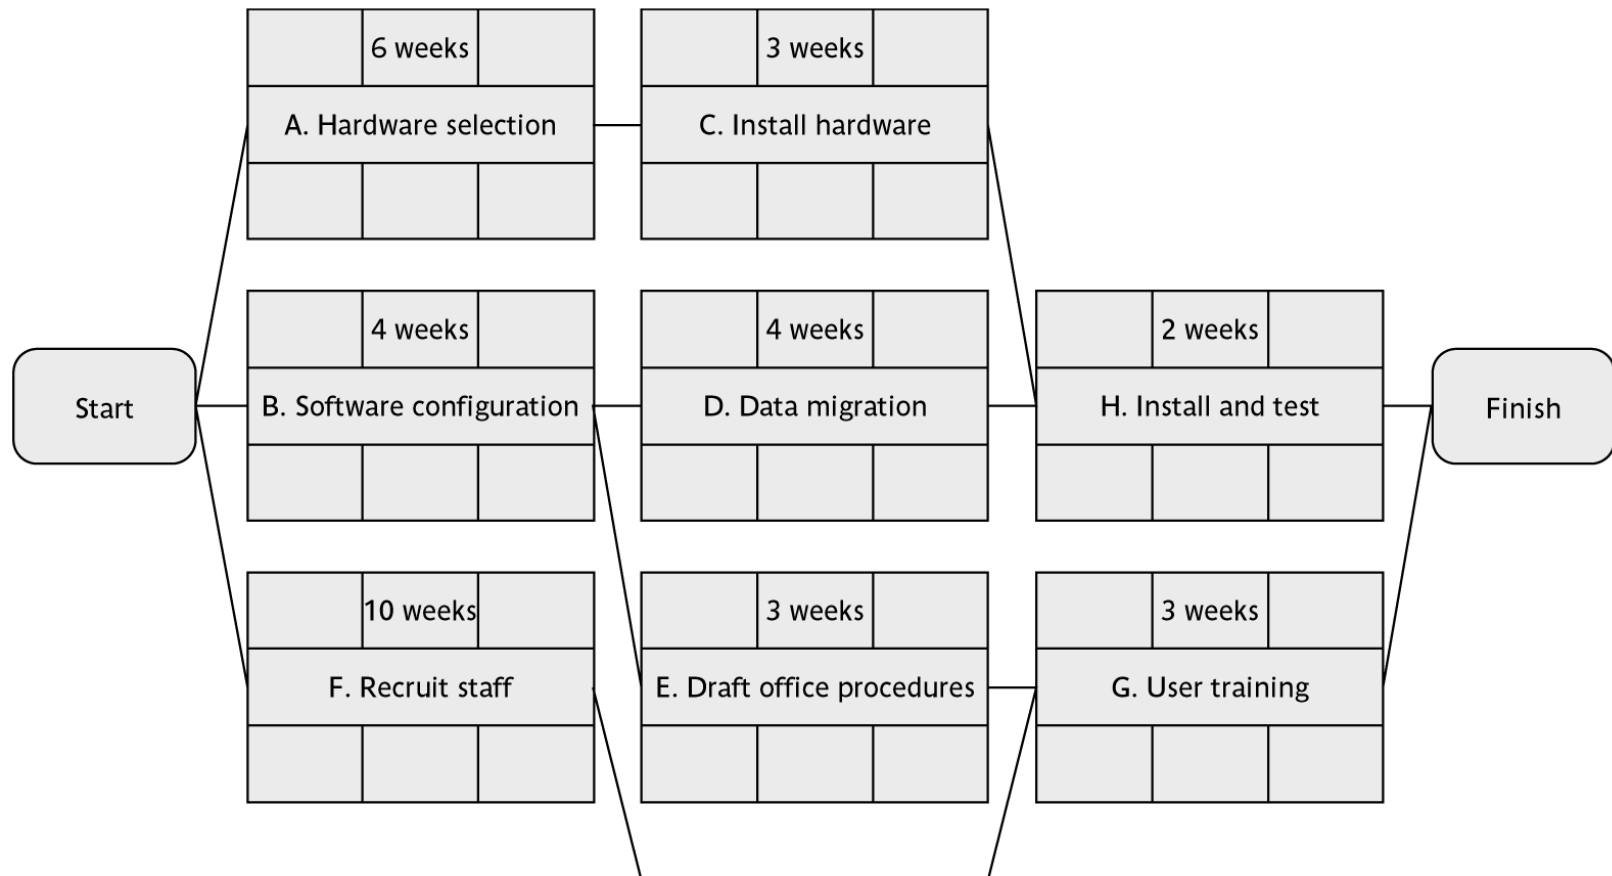 6 weeks
3 weeks
A. Hardware selection
C. Install hardware
4 weeks
4 weeks
2 weeks
Start
B. Software configuration
D. Data migration
H. Install and test
Finish
10 weeks
3 weeks
3 weeks
F. Recruit staff
E. Draft office procedures
G. User training